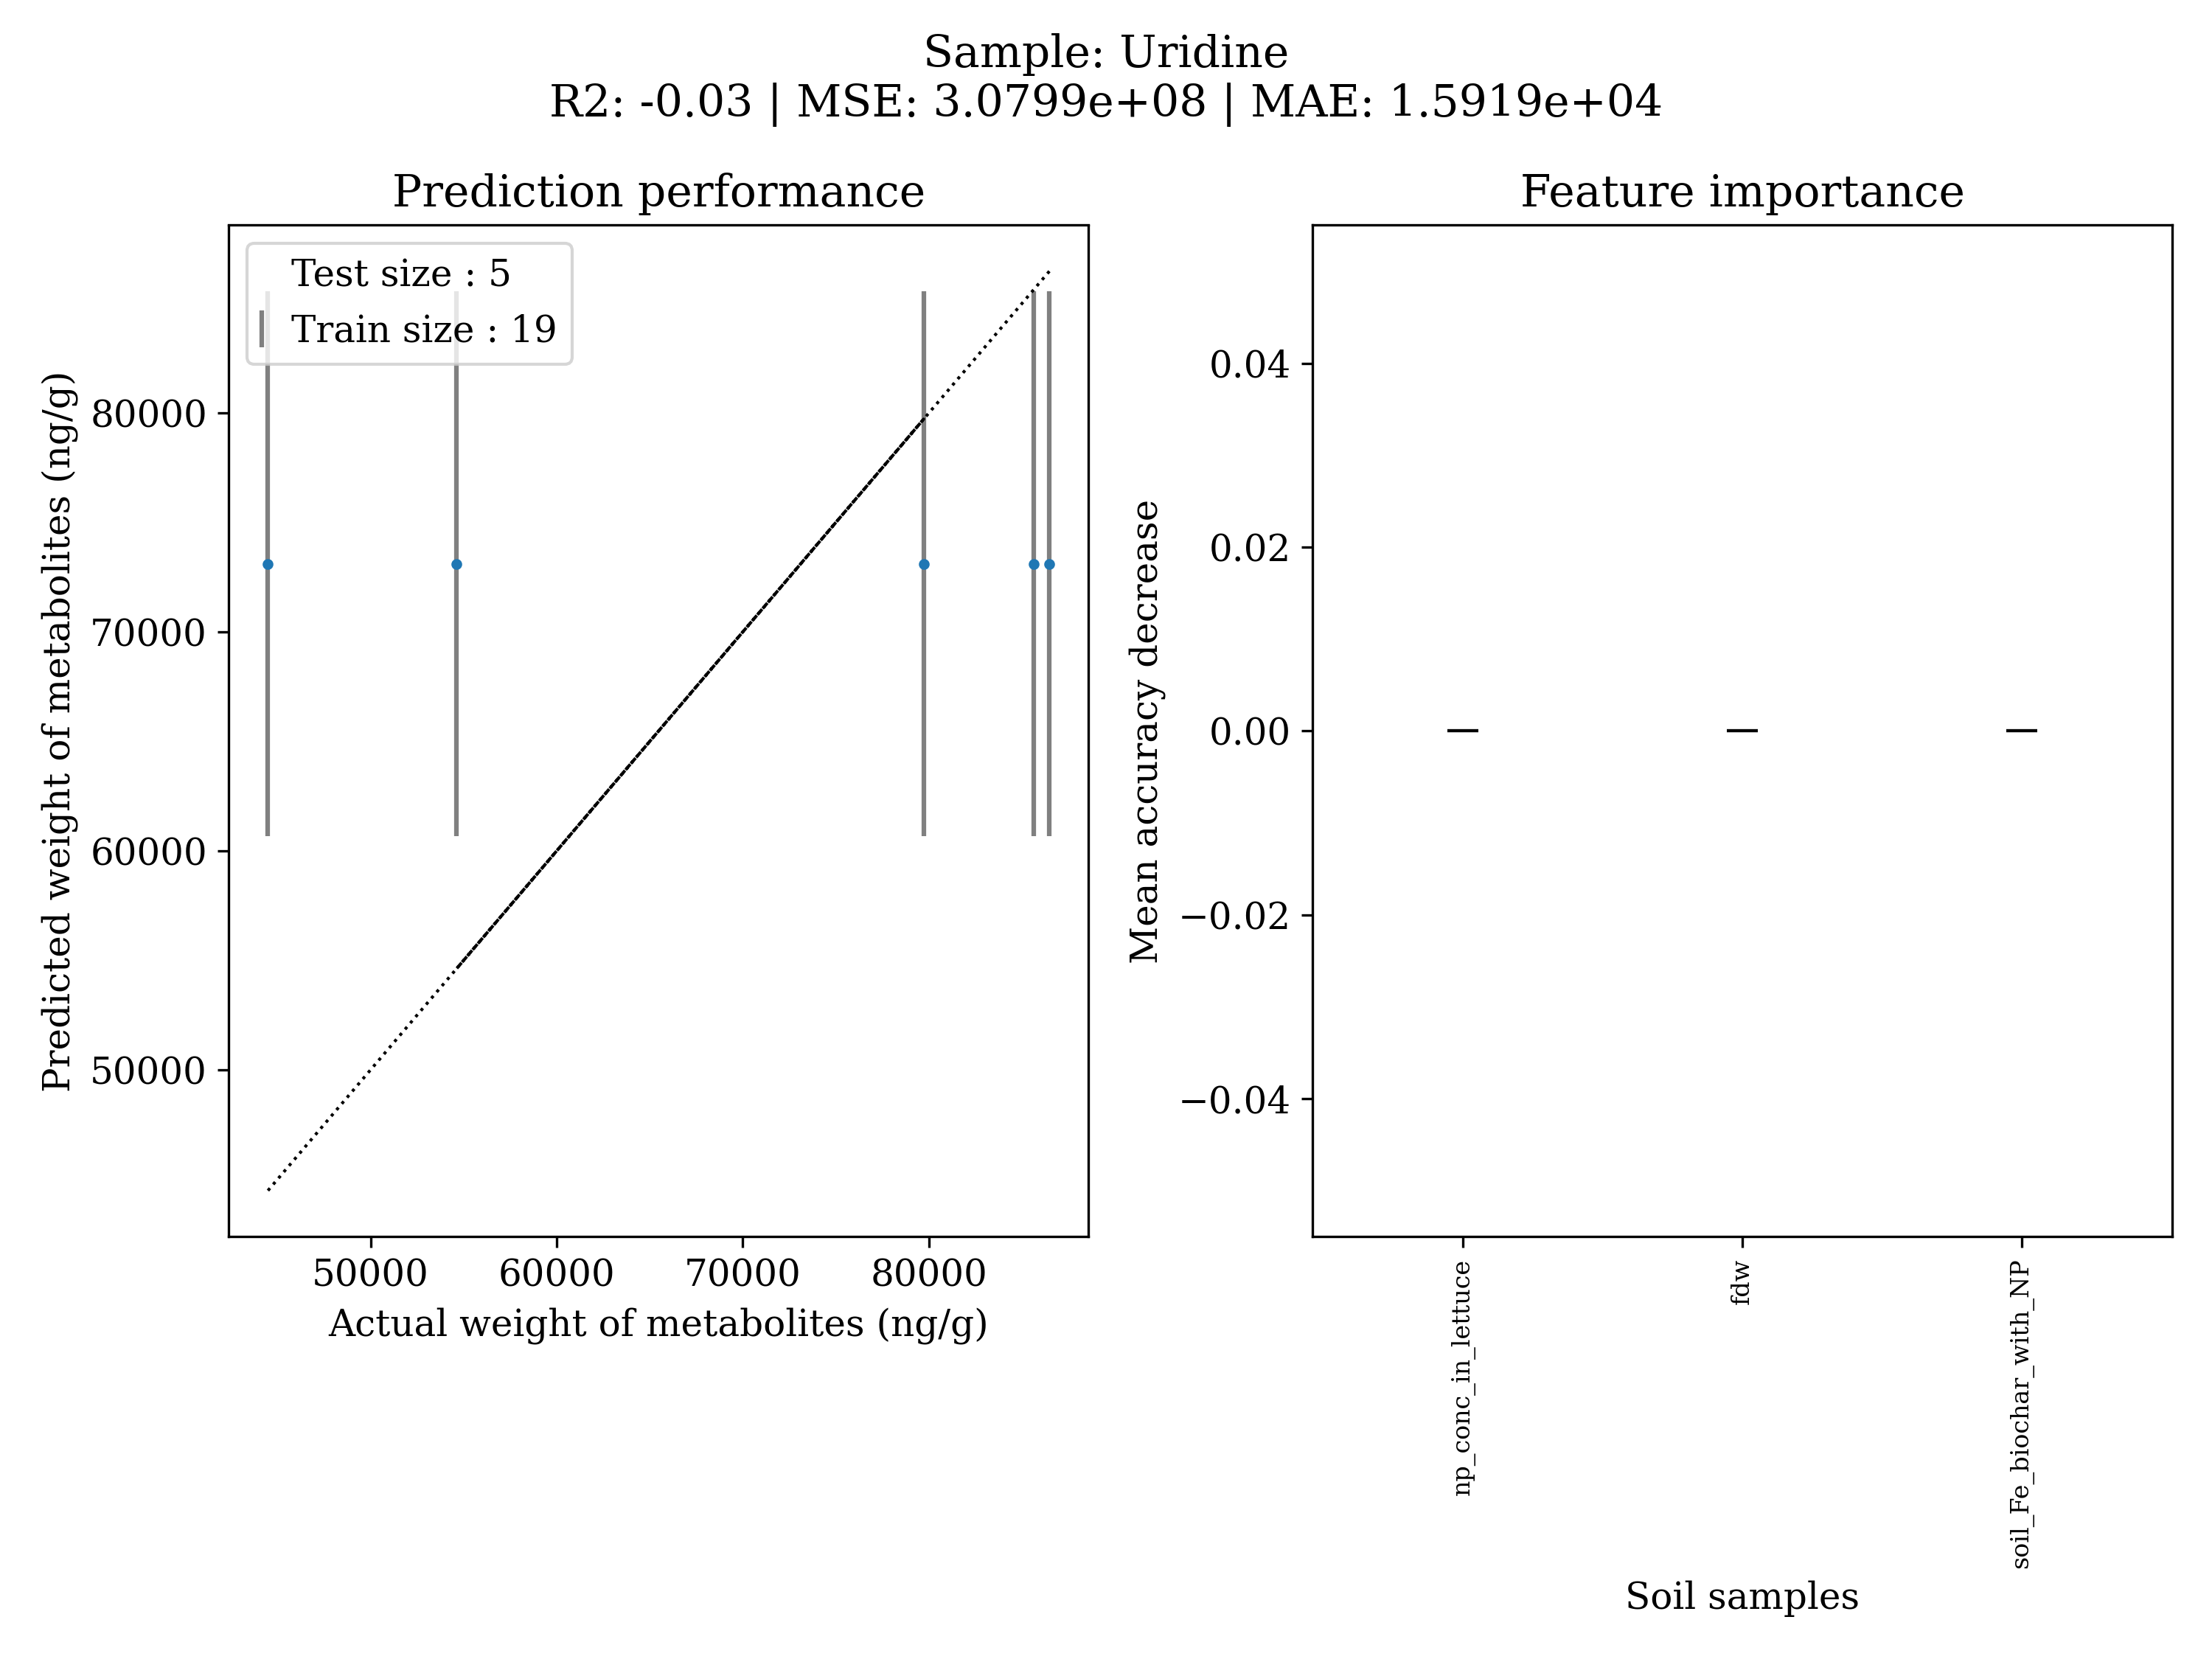 Sample: Uridine
R2: -0.03 | MSE: 3.0799e+08 | MAE: 1.5919e+04
Prediction performance
Test size : 5
Train size : 19
Predicted weight of metabolites (ng/g)
80000
70000
60000
50000
50000 60000 70000 80000
Actual weight of metabolites (ng/g)
Feature importance
Mean accuracy decrease
0.04
0.02
0.00
−0.02
−0.04
np_conc_in_lettuce
fdw
soil_Fe_biochar_with_NP
Soil samples